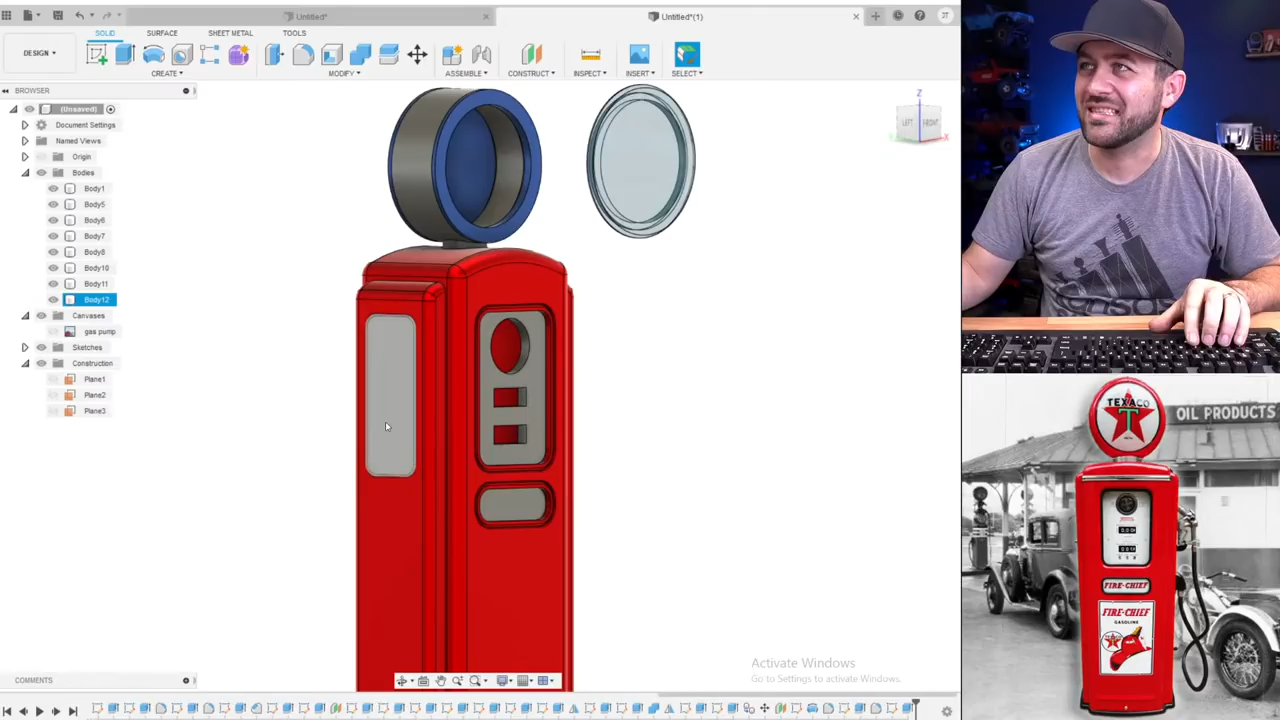 Untitled*
Untitled*(1)
JT
DESIGN
SOLID
SURFACE
SHEET METAL
TOOLS
CREATE
MODIFY
ASSEMBLE
CONSTRUCT
INSPECT
INSERT
SELECT
BROWSER
(Unsaved)
Document Settings
Named Views
Origin
Bodies
Body1
Body5
Body6
Body7
Body8
Body10
Body11
Body12
Canvases
gas pump
Sketches
Construction
Plane1
Plane2
Plane3
Z
LEFT
FRONT
X
COMMENTS
Activate Windows
Go to Settings to activate Windows.
TEXACO
T
OIL PRODUCTS
FIRE-CHIEF
FIRE-CHIEF
GASOLINE